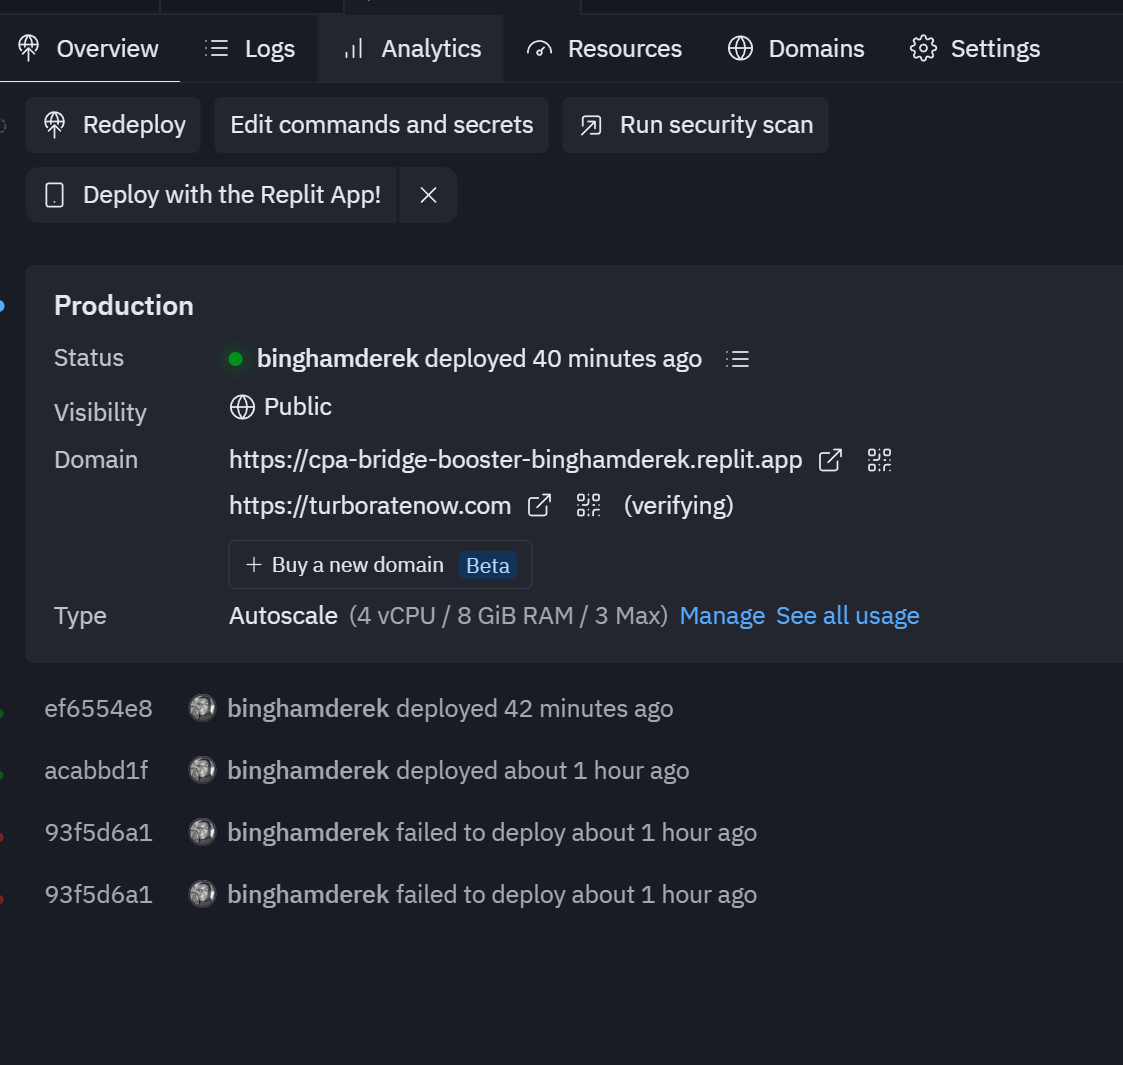 Overview Logs Analytics Resources Domains Settings
Redeploy Edit commands and secrets Run security scan
Deploy with the Replit App!
Production
Status binghamderek deployed 40 minutes ago
Visibility Public
Domain https://cpa-bridge-booster-binghamderek.replit.app
https://turboratenow.com (verifying)
+ Buy a new domain Beta
Type Autoscale (4 vCPU / 8 GiB RAM / 3 Max) Manage See all usage
ef6554e8 binghamderek deployed 42 minutes ago
acabbd1f binghamderek deployed about 1 hour ago
93f5d6a1 binghamderek failed to deploy about 1 hour ago
93f5d6a1 binghamderek failed to deploy about 1 hour ago